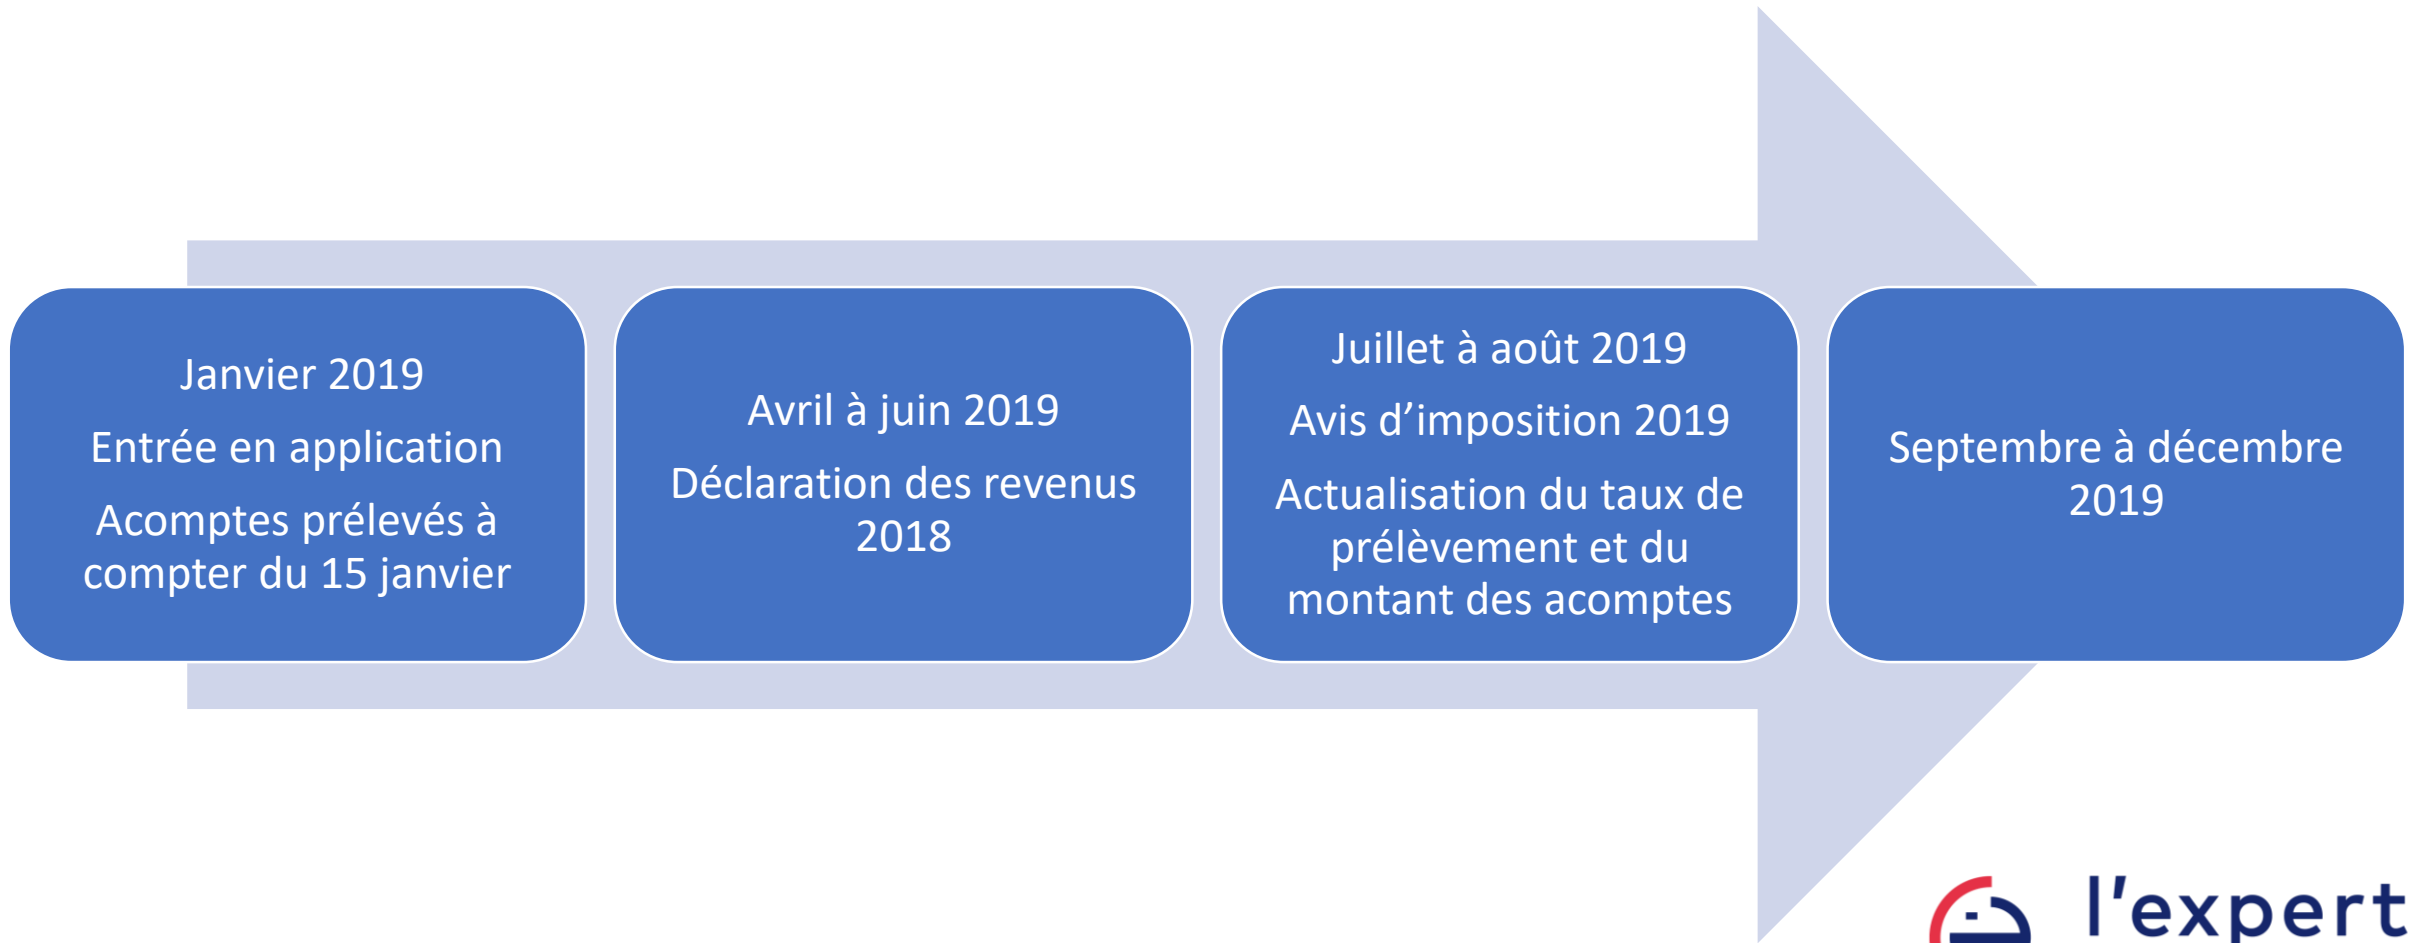 Janvier 2019
Entrée en application
Acomptes prélevés à
compter du 15 janvier
Avril à juin 2019
Déclaration des revenus
2018
Juillet à août 2019
Avis d’imposition 2019
Actualisation du taux de
prélèvement et du
montant des acomptes
Septembre à décembre
2019
l'expert